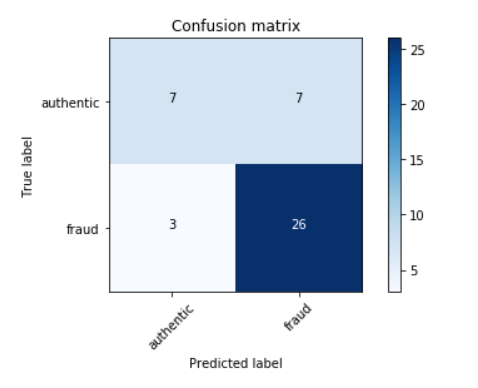 Confusion matrix
authentic
7
7
fraud
3
26
True label
authentic
fraud
Predicted label
25
20
15
10
5